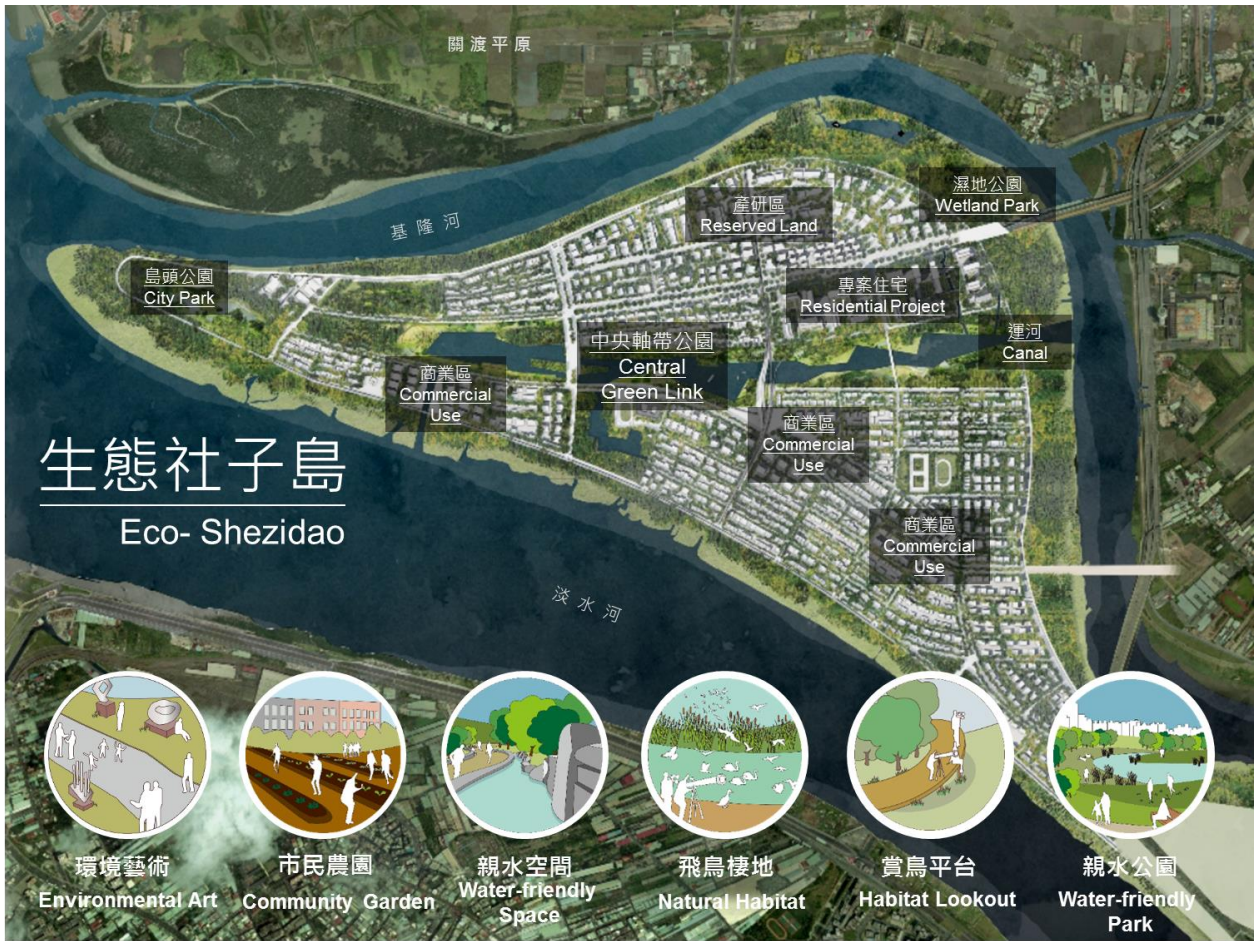 關渡平原
基隆河
濕地公園
Wetland Park
產研區
Reserved Land
島頭公園
City Park
專案住宅
Residential Project
運河
Canal
中央軸帶公園
Central
Green Link
商業區
Commercial
Use
商業區
Commercial
Use
商業區
Commercial
Use
生態社子島
Eco- Shezidao
淡水河
環境藝術
Environmental Art
市民農園
Community Garden
親水空間
Water-friendly
Space
飛鳥棲地
Natural Habitat
賞鳥平台
Habitat Lookout
親水公園
Water-friendly
Park